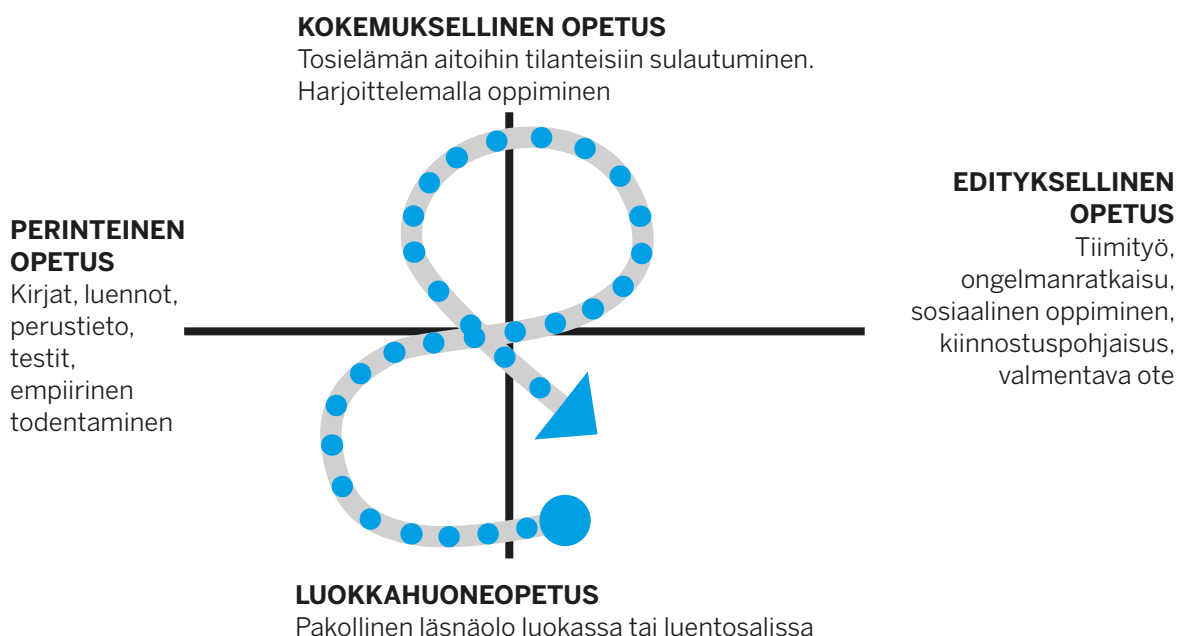 KOKEMUKSELLINEN OPETUS
Tosielämän aitoihin tilanteisiin sulautuminen.
Harjoittelemalla oppiminen
PERINTEINEN
OPETUS
Kirjat, luennot,
perustieto,
testit,
empiirinen
todentaminen
EDITYKSELLINEN
OPETUS
Tiimityö,
ongelmanratkaisu,
sosiaalinen oppiminen,
kiinnostuspohjaisus,
valmentava ote
LUOKKAHUONEOPETUS
Pakollinen läsnäolo luokassa tai luentosalissa